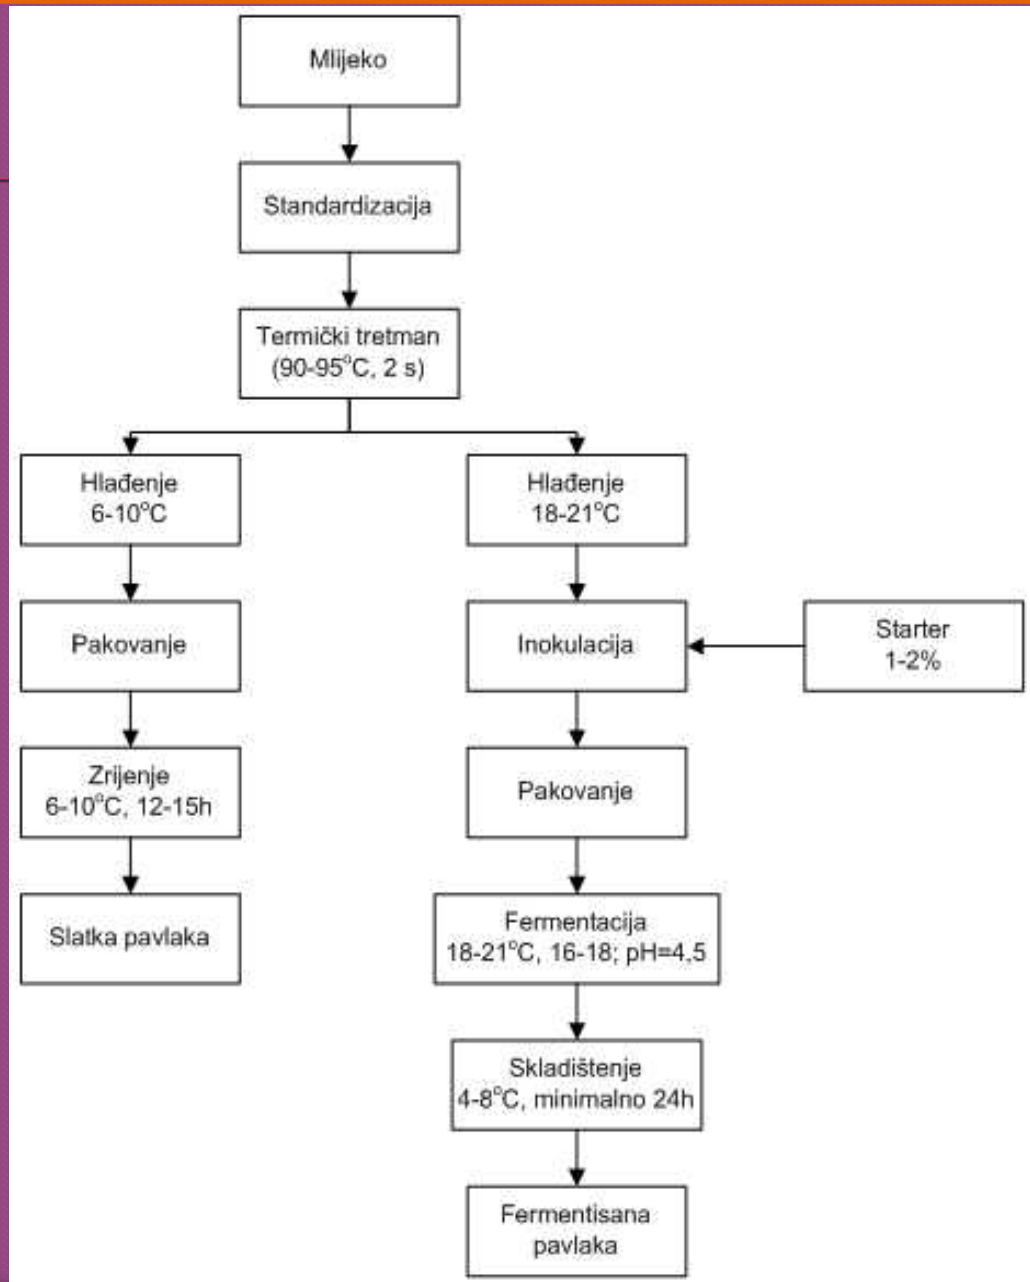 Mlijeko
Standardizacija
Termički tretman
(90-95°C, 2 s)
Hlađenje
6-10°C
Hlađenje
18-21°C
Pakovanje
Inokulacija
Starter
1-2%
Zrijenje
6-10°C, 12-15h
Pakovanje
Slatka pavlaka
Fermentacija
18-21°C, 16-18; pH=4,5
Skladištenje
4-8°C, minimalno 24h
Fermentisana
pavlaka